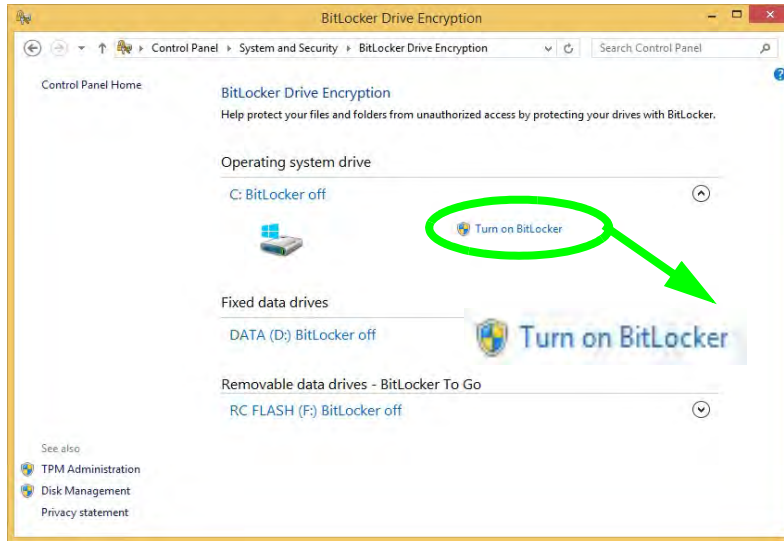 BitLocker Drive Encryption
Control Panel
System and Security
BitLocker Drive Encryption
Search Control Panel
Control Panel Home
BitLocker Drive Encryption
Help protect your files and folders from unauthorized access by protecting your drives with BitLocker.
Operating system drive
C: BitLocker off
Turn on BitLocker
Fixed data drives
DATA (D:) BitLocker off
Turn on BitLocker
Removable data drives - BitLocker To Go
RC FLASH (F:) BitLocker off
See also
TPM Administration
Disk Management
Privacy statement